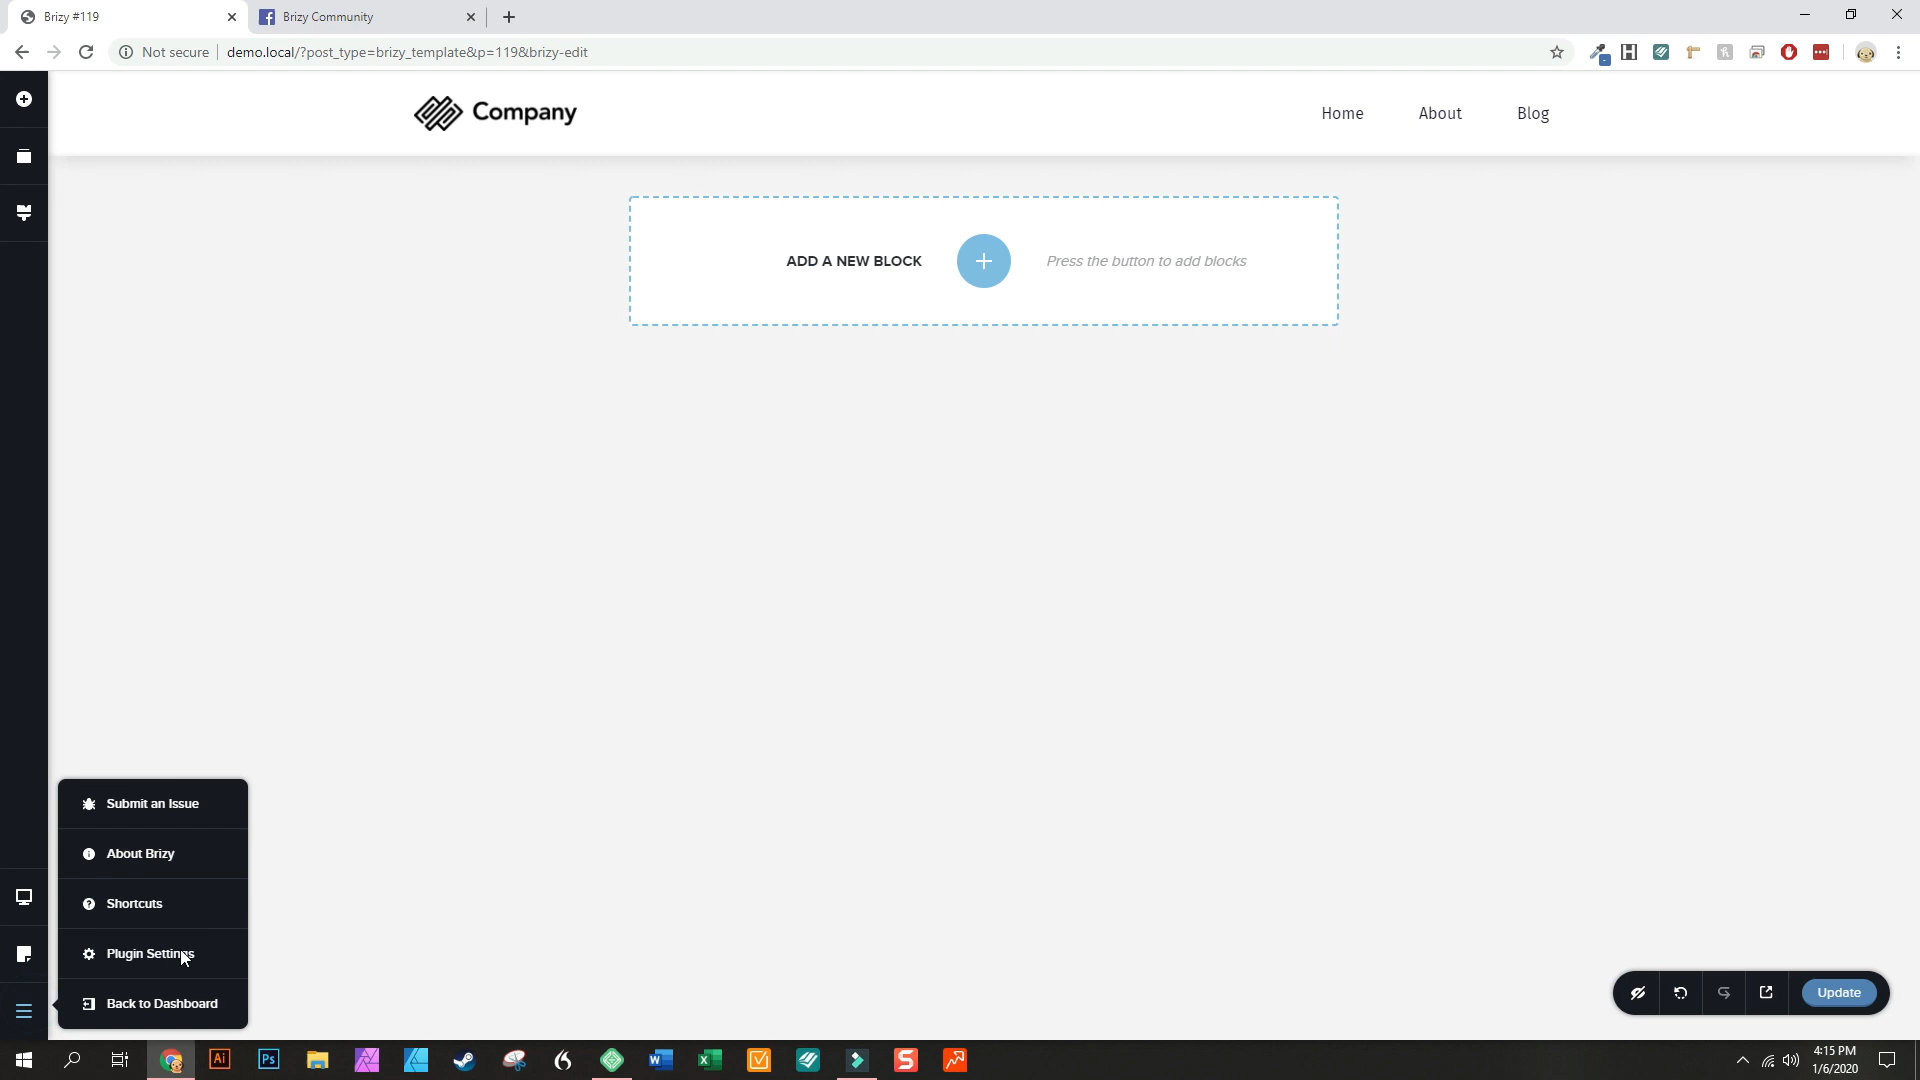 Brizy #119
Brizy Community
Not secure
demo.local/?post_type=brizy_template&p=119&brizy-edit
Company
Home
About
Blog
ADD A NEW BLOCK
Press the button to add blocks
Submit an Issue
About Brizy
Shortcuts
Plugin Settings
Back to Dashboard
Update
Ai
Ps
4:15 PM
1/6/2020